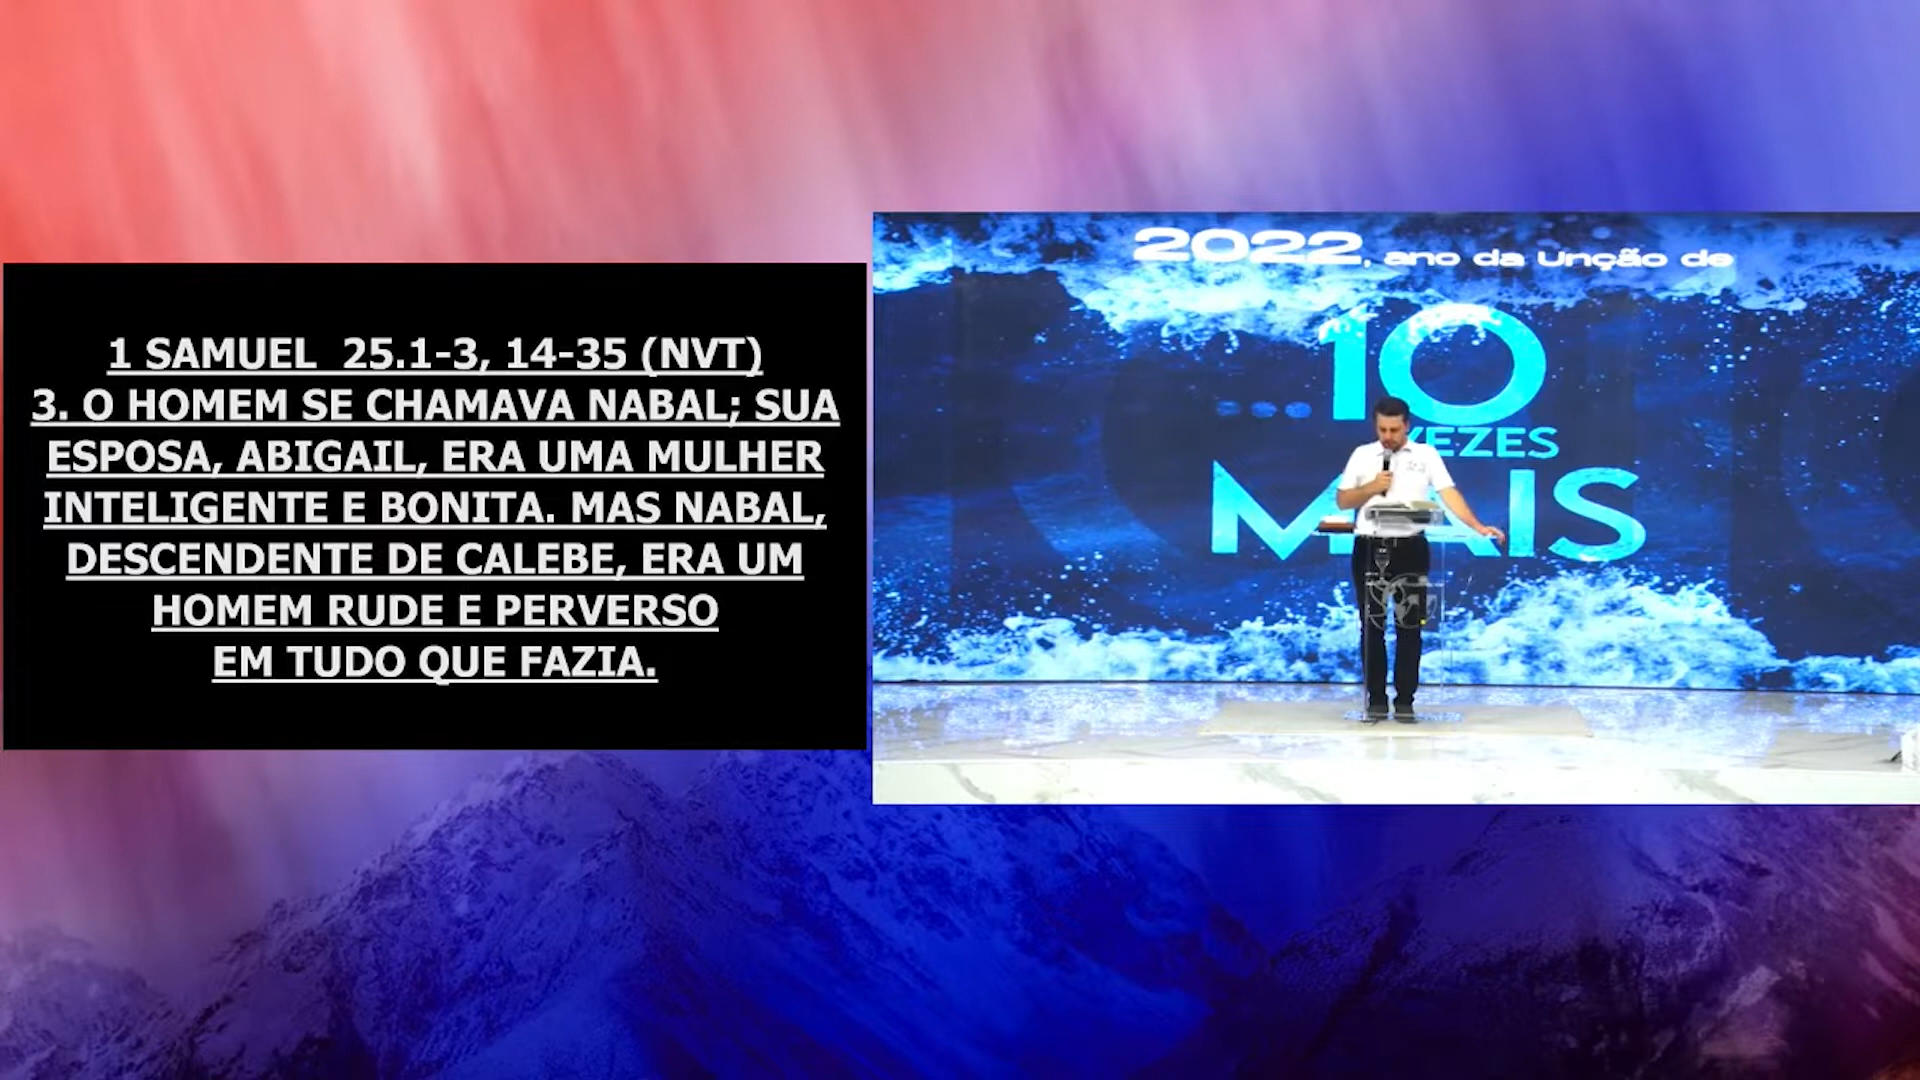 1 SAMUEL 25.1-3, 14-35 (NVT)
3. O HOMEM SE CHAMAVA NABAL; SUA
ESPOSA, ABIGAIL, ERA UMA MULHER
INTELIGENTE E BONITA. MAS NABAL,
DESCENDENTE DE CALEBE, ERA UM
HOMEM RUDE E PERVERSO
EM TUDO QUE FAZIA.
2022, ano da Unção de
...10
VEZES
MAIS